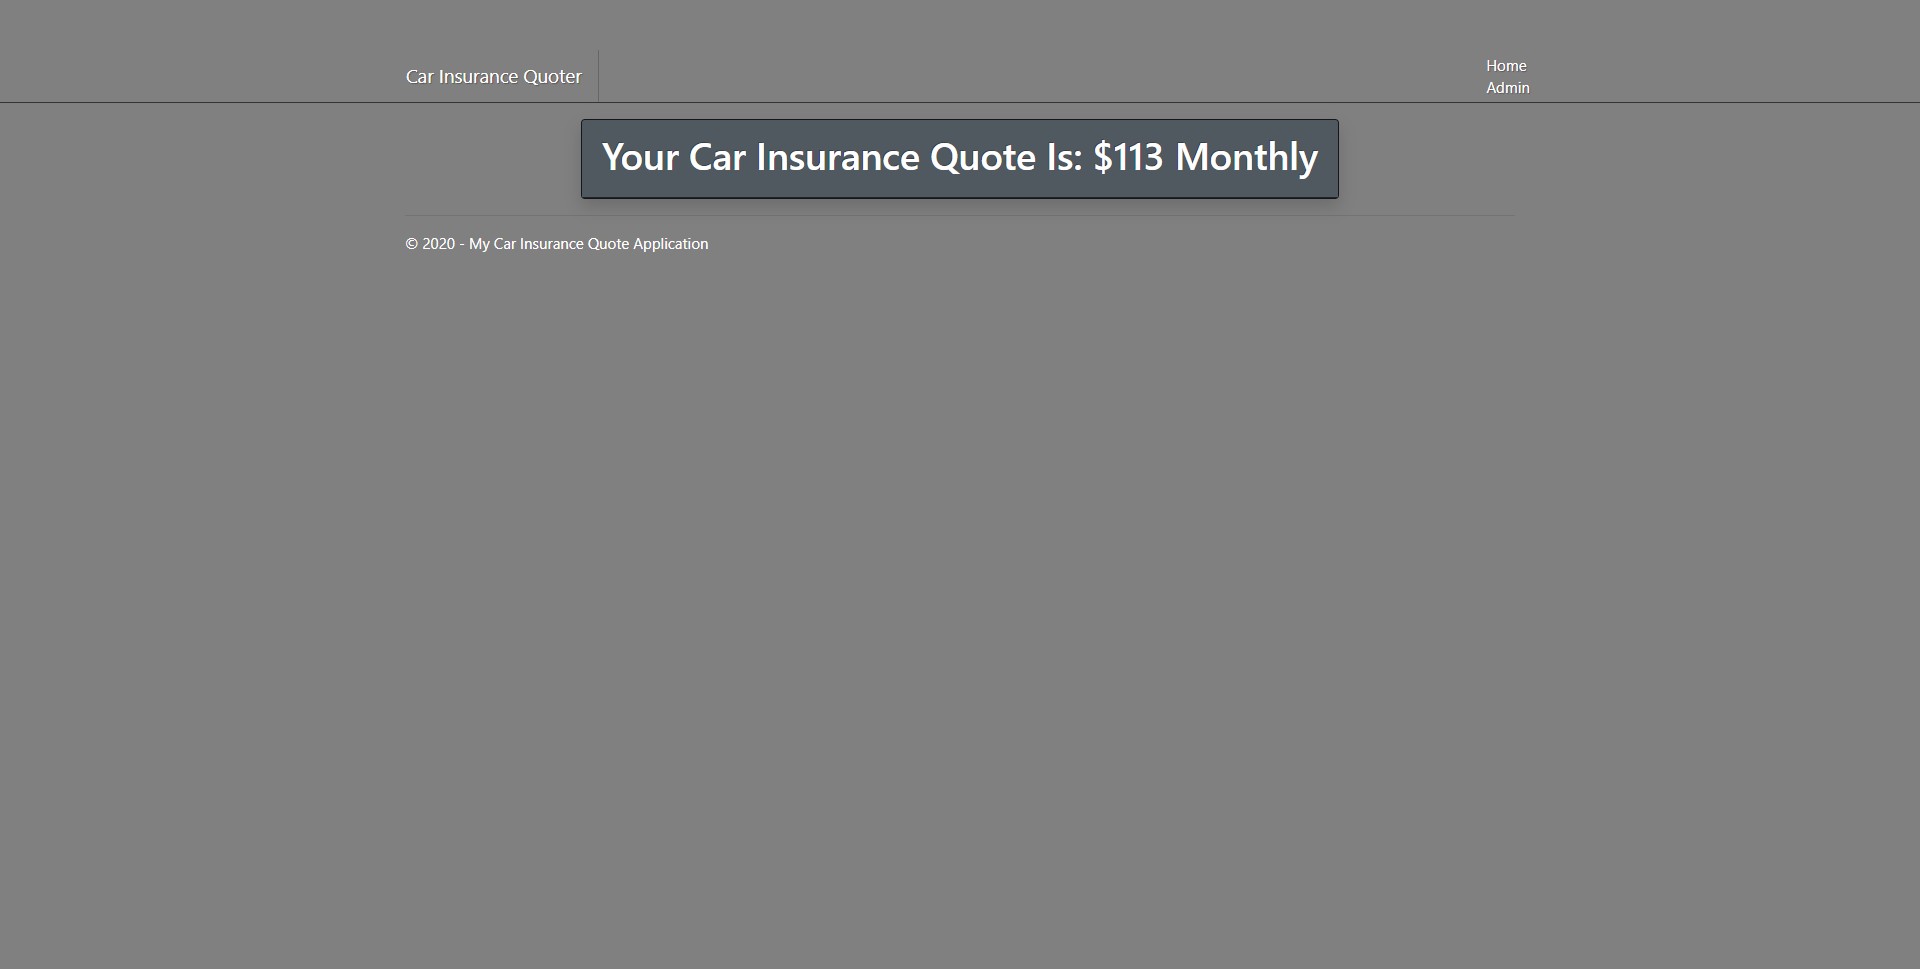 Car Insurance Quoter
Home
Admin
Your Car Insurance Quote Is: $113 Monthly
© 2020 - My Car Insurance Quote Application